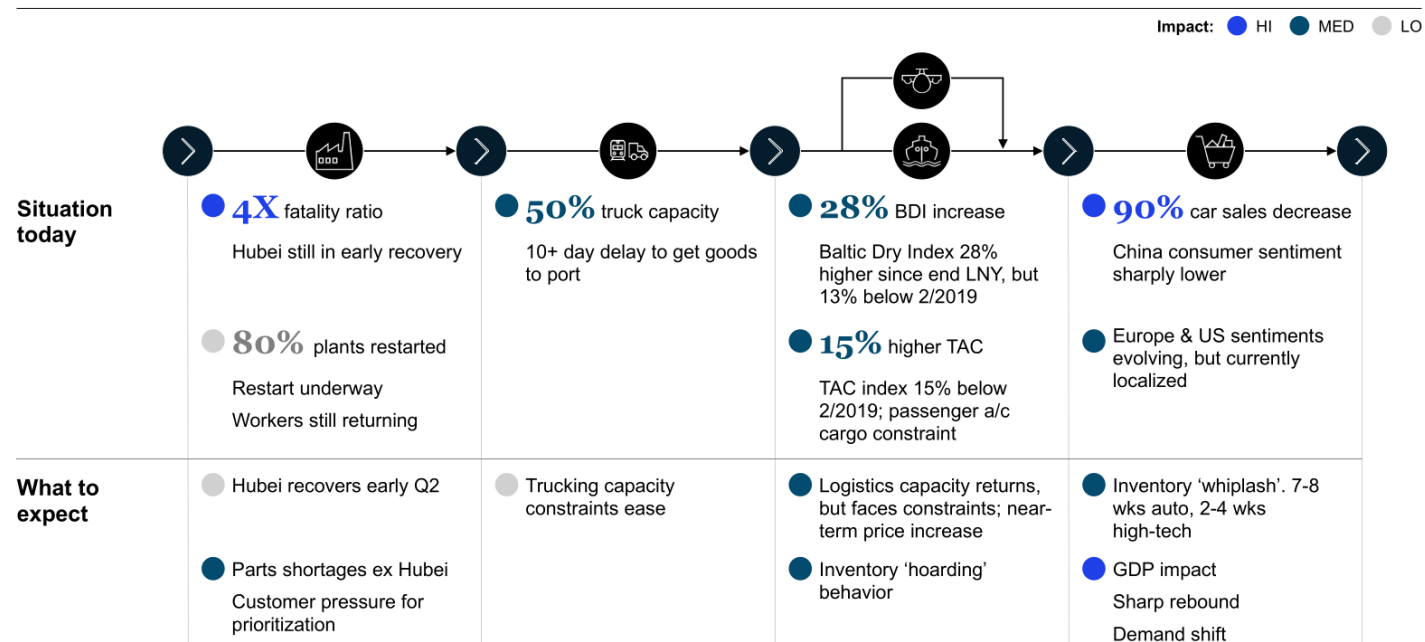 Impact: HI MED LO
Situation
today
4X fatality ratio
Hubei still in early recovery
80% plants restarted
Restart underway
Workers still returning
50% truck capacity
10+ day delay to get goods
to port
28% BDI increase
Baltic Dry Index 28%
higher since end LNY, but
13% below 2/2019
15% higher TAC
TAC index 15% below
2/2019; passenger a/c
cargo constraint
90% car sales decrease
China consumer sentiment
sharply lower
Europe & US sentiments
evolving, but currently
localized
What to
expect
Hubei recovers early Q2
Parts shortages ex Hubei
Customer pressure for
prioritization
Trucking capacity
constraints ease
Logistics capacity returns,
but faces constraints; near-
term price increase
Inventory ‘hoarding’
behavior
Inventory ‘whiplash’. 7-8
wks auto, 2-4 wks
high-tech
GDP impact
Sharp rebound
Demand shift